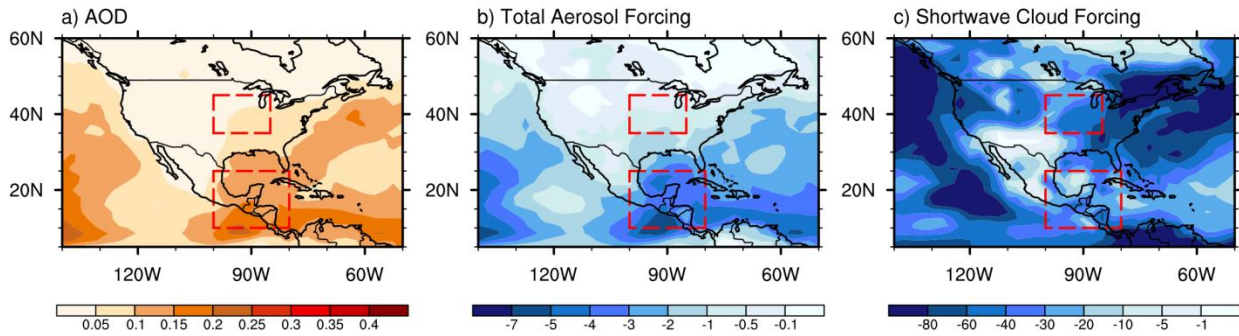 a) AOD
b) Total Aerosol Forcing
c) Shortwave Cloud Forcing
60N
40N
20N
120W 90W 60W
60N
40N
20N
120W 90W 60W
60N
40N
20N
120W 90W 60W
0.05 0.1 0.15 0.2 0.25 0.3 0.35 0.4
-7 -5 -4 -3 -2 -1 -0.5 -0.1
-80 -60 -40 -30 -20 -10 -5 -1